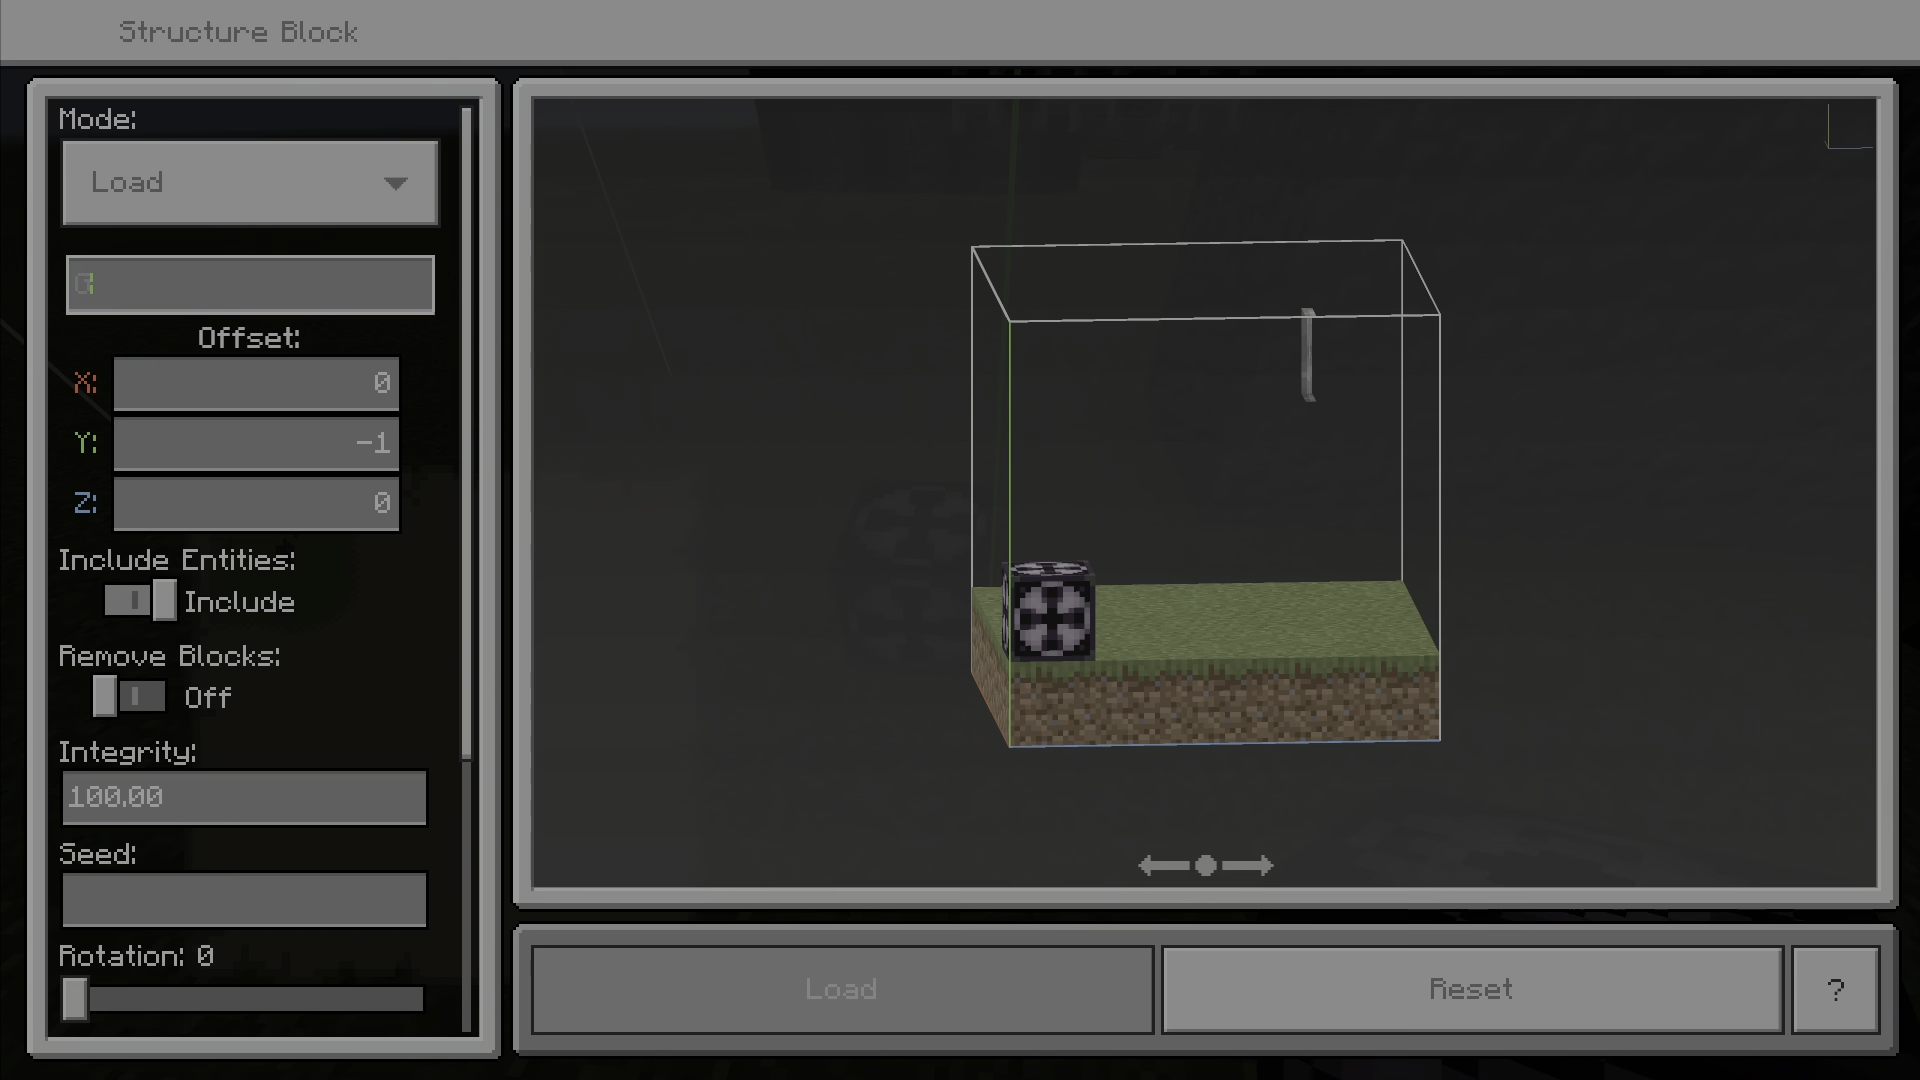 Structure Block
Mode:
Load
Offset:
X: 0
Y: -1
Z: 0
Include Entities:
Include
Remove Blocks:
Off
Integrity:
100.00
Seed:
Rotation: 0
Load
Reset
?